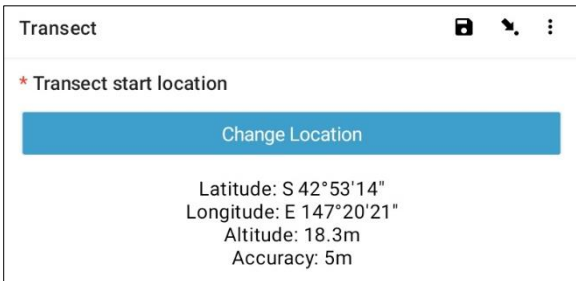 Transect
* Transect start location
Change Location
Latitude: S 42°53'14"
Longitude: E 147°20'21"
Altitude: 18.3m
Accuracy: 5m